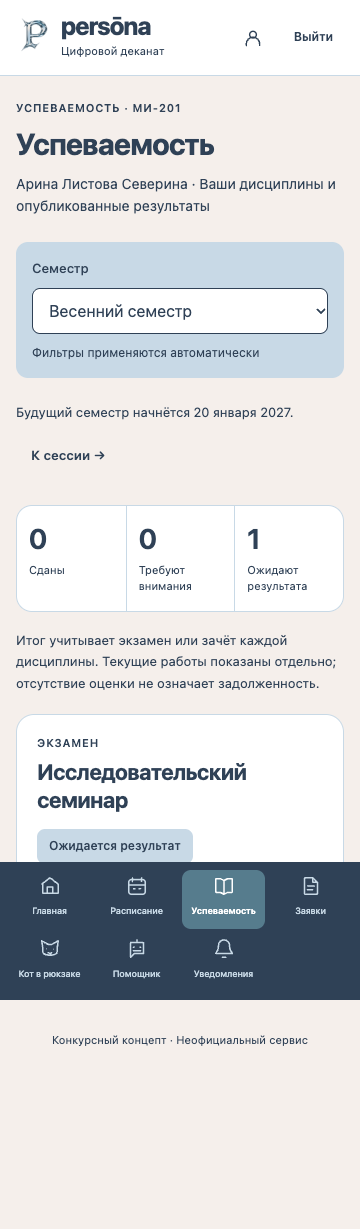 persōna
Цифровой деканат
Выйти
УСПЕВАЕМОСТЬ · МИ-201
Успеваемость
Арина Листова Северина · Ваши дисциплины и
опубликованные результаты
Семестр
Весенний семестр
Фильтры применяются автоматически
Будущий семестр начнётся 20 января 2027.
К сессии →
0
Сданы
0
Требуют
внимания
1
Ожидают
результата
Итог учитывает экзамен или зачёт каждой
дисциплины. Текущие работы показаны отдельно;
отсутствие оценки не означает задолженность.
ЭКЗАМЕН
Исследовательский
семинар
Ожидается результат
Главная
Расписание
Успеваемость
Заявки
Кот в рюкзаке
Помощник
Уведомления
Конкурсный концепт · Неофициальный сервис